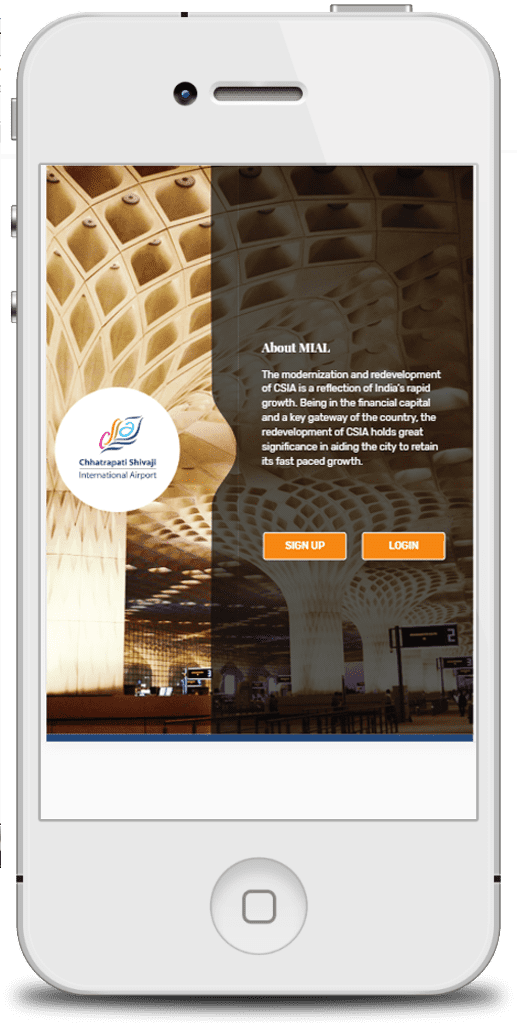 About MIAL
The modernization and redevelopment
of CSIA is a reflection of India's rapid
growth. Being in the financial capital
and a key gateway of the country, the
redevelopment of CSIA holds great
significance in aiding the city to retain
its fast paced growth.
Chhatrapati Shivaji
International Airport
SIGN UP
LOGIN
2
3